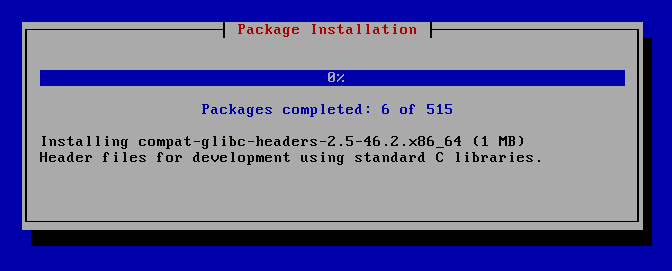 Package Installation
0%
Packages completed: 6 of 515
Installing compat-glibc-headers-2.5-46.2.x86_64 (1 MB)
Header files for development using standard C libraries.